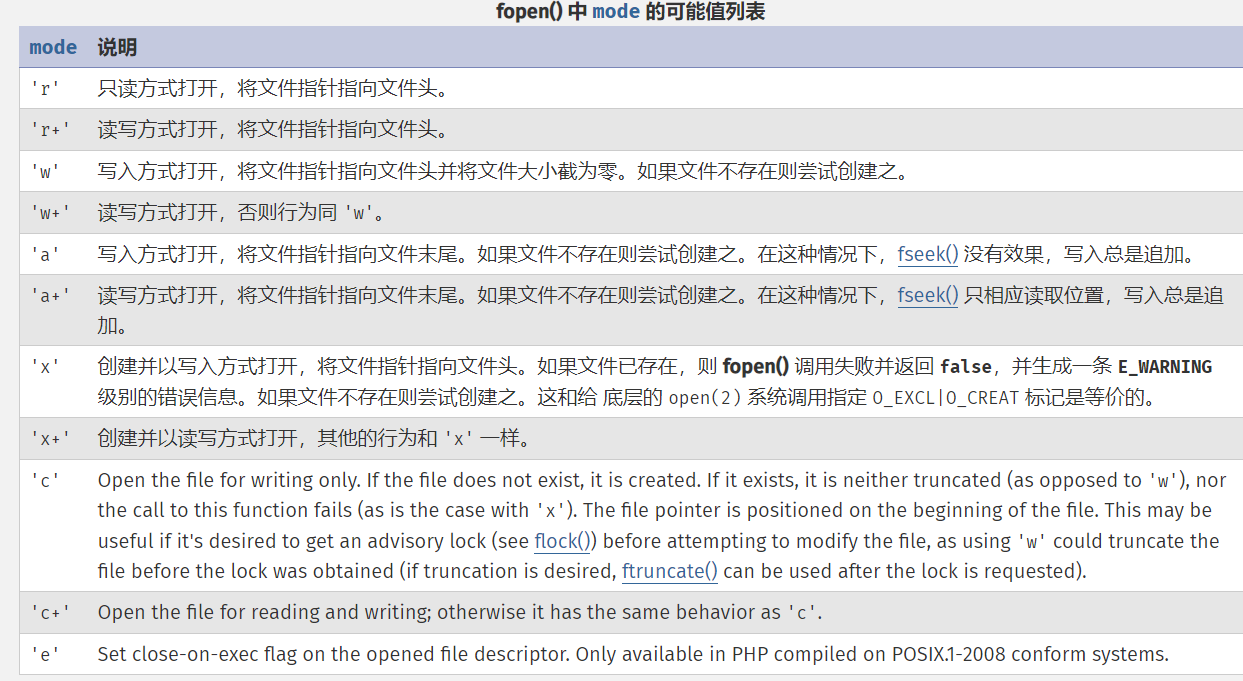 fopen() 中 mode 的可能值列表
mode 说明
'r' 只读方式打开，将文件指针指向文件头。
'r+' 读写方式打开，将文件指针指向文件头。
'w' 写入方式打开，将文件指针指向文件头并将文件大小截为零。如果文件不存在则尝试创建之。
'w+' 读写方式打开，否则行为同 'w'。
'a' 写入方式打开，将文件指针指向文件末尾。如果文件不存在则尝试创建之。在这种情况下，fseek() 没有效果，写入总是追加。
'a+' 读写方式打开，将文件指针指向文件末尾。如果文件不存在则尝试创建之。在这种情况下，fseek() 只相应读取位置，写入总是追
加。
'x' 创建并以写入方式打开，将文件指针指向文件头。如果文件已存在，则 fopen() 调用失败并返回 false，并生成一条 E_WARNING
级别的错误信息。如果文件不存在则尝试创建之。这和给 底层的 open(2) 系统调用指定 O_EXCL|O_CREAT 标记是等价的。
'x+' 创建并以读写方式打开，其他的行为和 'x' 一样。
'c' Open the file for writing only. If the file does not exist, it is created. If it exists, it is neither truncated (as opposed to 'w'), nor
the call to this function fails (as is the case with 'x'). The file pointer is positioned on the beginning of the file. This may be
useful if it's desired to get an advisory lock (see flock()) before attempting to modify the file, as using 'w' could truncate the
file before the lock was obtained (if truncation is desired, ftruncate() can be used after the lock is requested).
'c+' Open the file for reading and writing; otherwise it has the same behavior as 'c'.
'e' Set close-on-exec flag on the opened file descriptor. Only available in PHP compiled on POSIX.1-2008 conform systems.